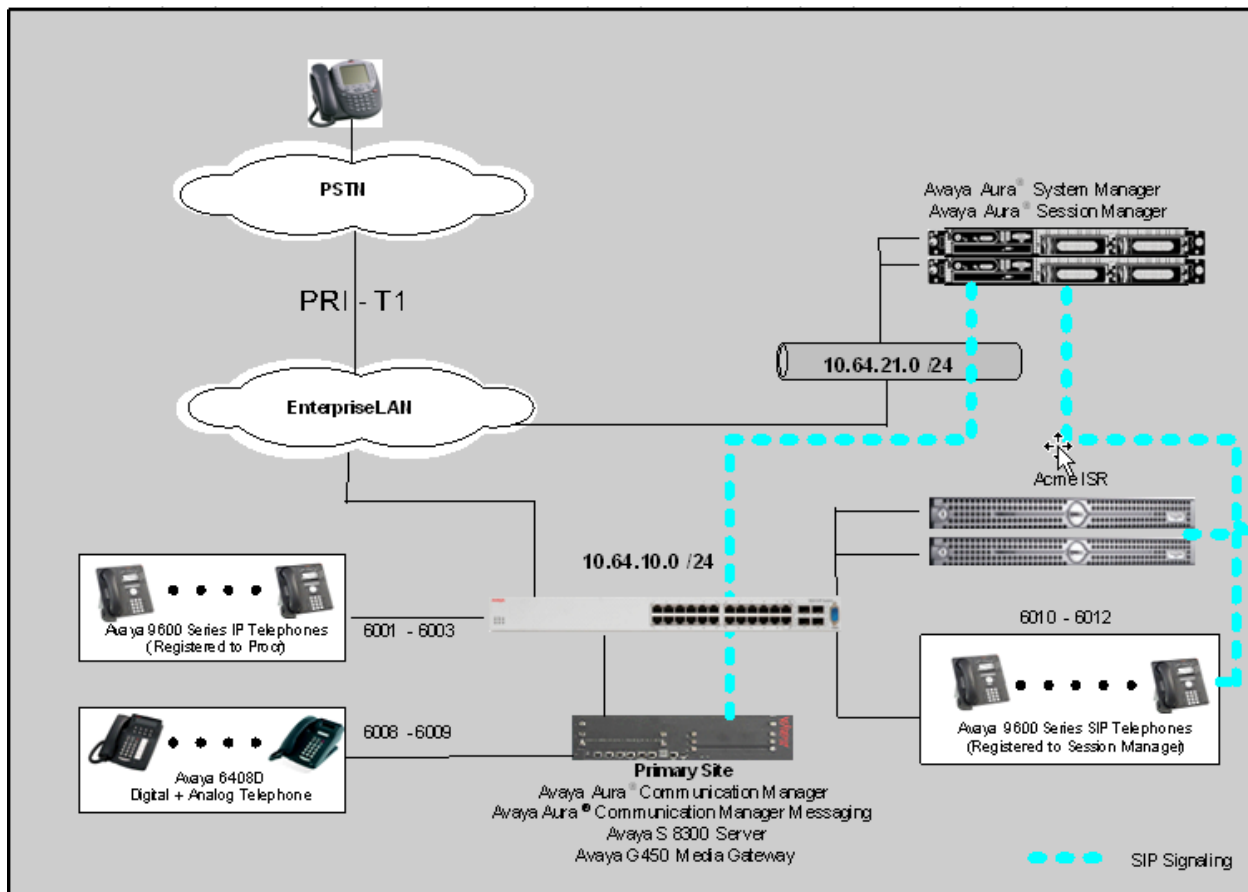 PSTN
Avaya Aura® System Manager
Avaya Aura® Session Manager
PRI - T1
10.64.21.0 /24
EnterpriseLAN
Acme ISR
10.64.10.0 /24
Avaya 9600 Series IP Telephones
(Registered to Procr)
6001 - 6003
6010 - 6012
Avaya 9600 Series SIP Telephones
(Registered to Session Manager)
6008 -6009
Avaya 6408D
Digital + Analog Telephone
AVAYA
Primary Site
Avaya Aura® Communication Manager
Avaya Aura® Communication Manager Messaging
Avaya S 8300 Server
Avaya G450 Media Gateway
SIP Signaling